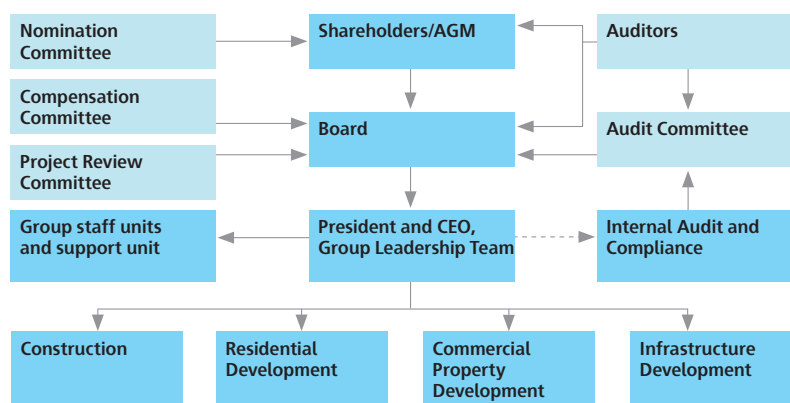 Nomination
Committee
Shareholders/AGM
Auditors
Compensation
Committee
Board
Audit Committee
Project Review
Committee
Group staff units
and support unit
President and CEO,
Group Leadership Team
Internal Audit and
Compliance
Construction
Residential
Development
Commercial
Property
Development
Infrastructure
Development